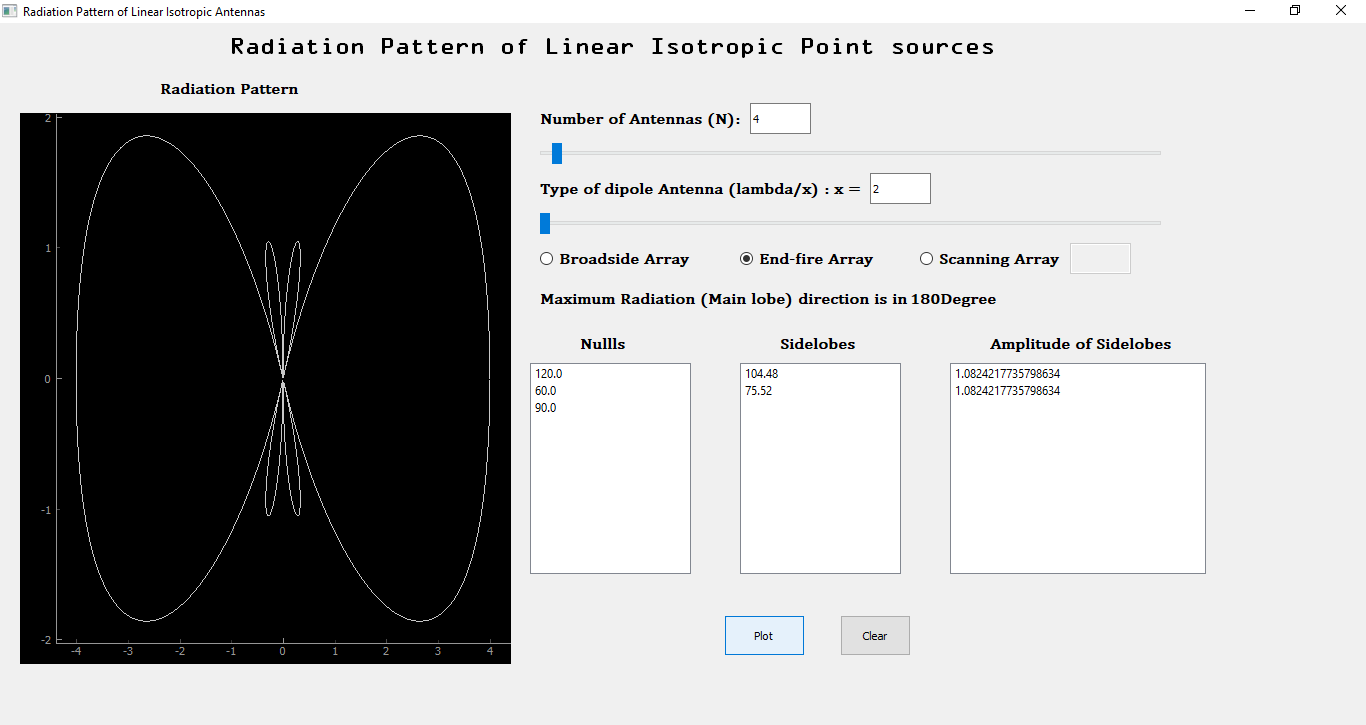 Radiation Pattern of Linear Isotropic Antennas
Radiation Pattern of Linear Isotropic Point sources
Radiation Pattern
2
1
0
-1
-2
-4 -3 -2 -1 0 1 2 3 4
Number of Antennas (N): 4
Type of dipole Antenna (lambda/x) : x = 2
Broadside Array End-fire Array Scanning Array
Maximum Radiation (Main lobe) direction is in 180Degree
Nullls Sidelobes Amplitude of Sidelobes
120.0 104.48 1.0824217735798634
60.0 75.52 1.0824217735798634
90.0
Plot Clear